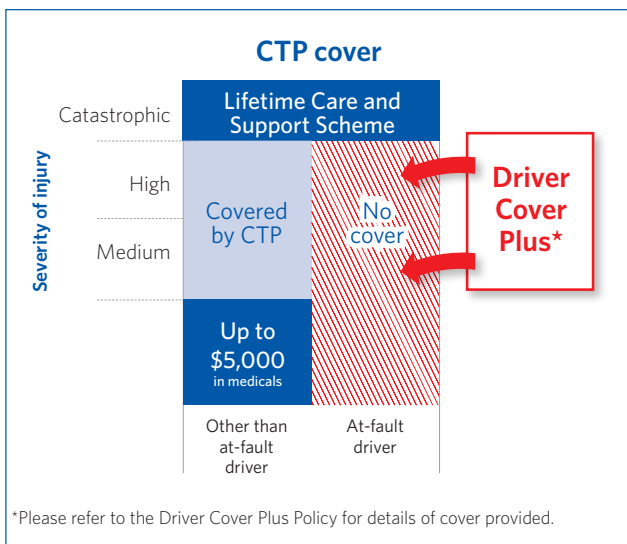 CTP cover
Severity of injury
Catastrophic
High
Medium
Lifetime Care and
Support Scheme
Covered
by CTP
No
cover
Up to
$5,000
in medicals
Driver
Cover
Plus*
Other than
at-fault
driver
At-fault
driver
*Please refer to the Driver Cover Plus Policy for details of cover provided.